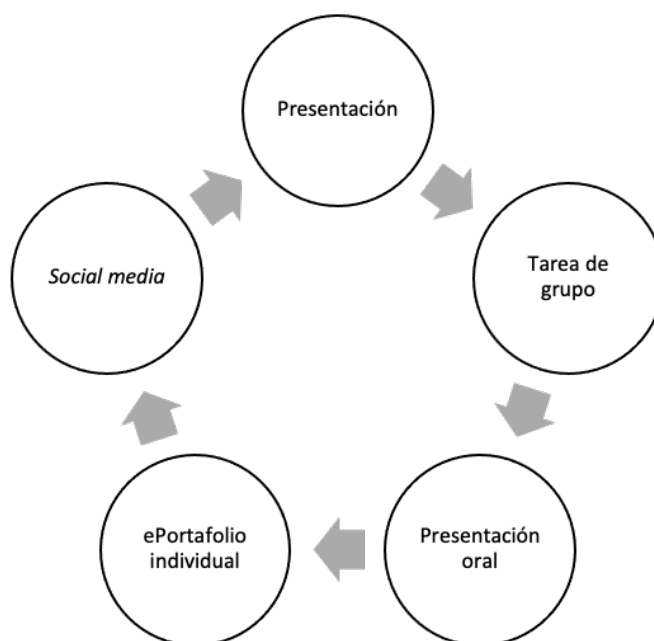 Presentación
Tarea de
grupo
Presentación
oral
ePortafolio
individual
Social media